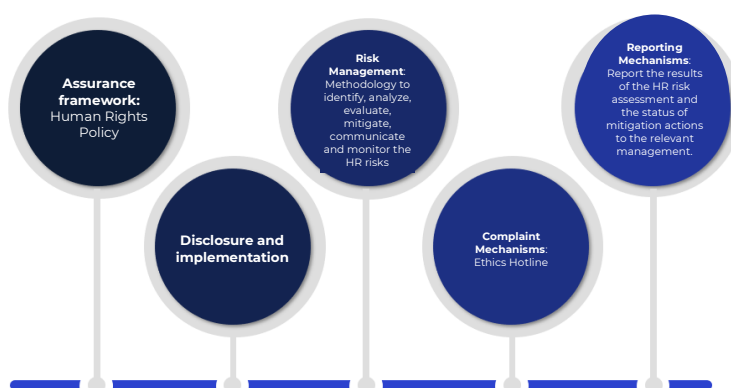 Assurance
framework:
Human Rights
Policy
Disclosure and
implementation
Risk
Management:
Methodology to
identify, analyze,
evaluate,
mitigate,
communicate
and monitor the
HR risks
Complaint
Mechanisms:
Ethics Hotline
Reporting
Mechanisms:
Report the results
of the HR risk
assessment and
the status of
mitigation actions
to the relevant
management.